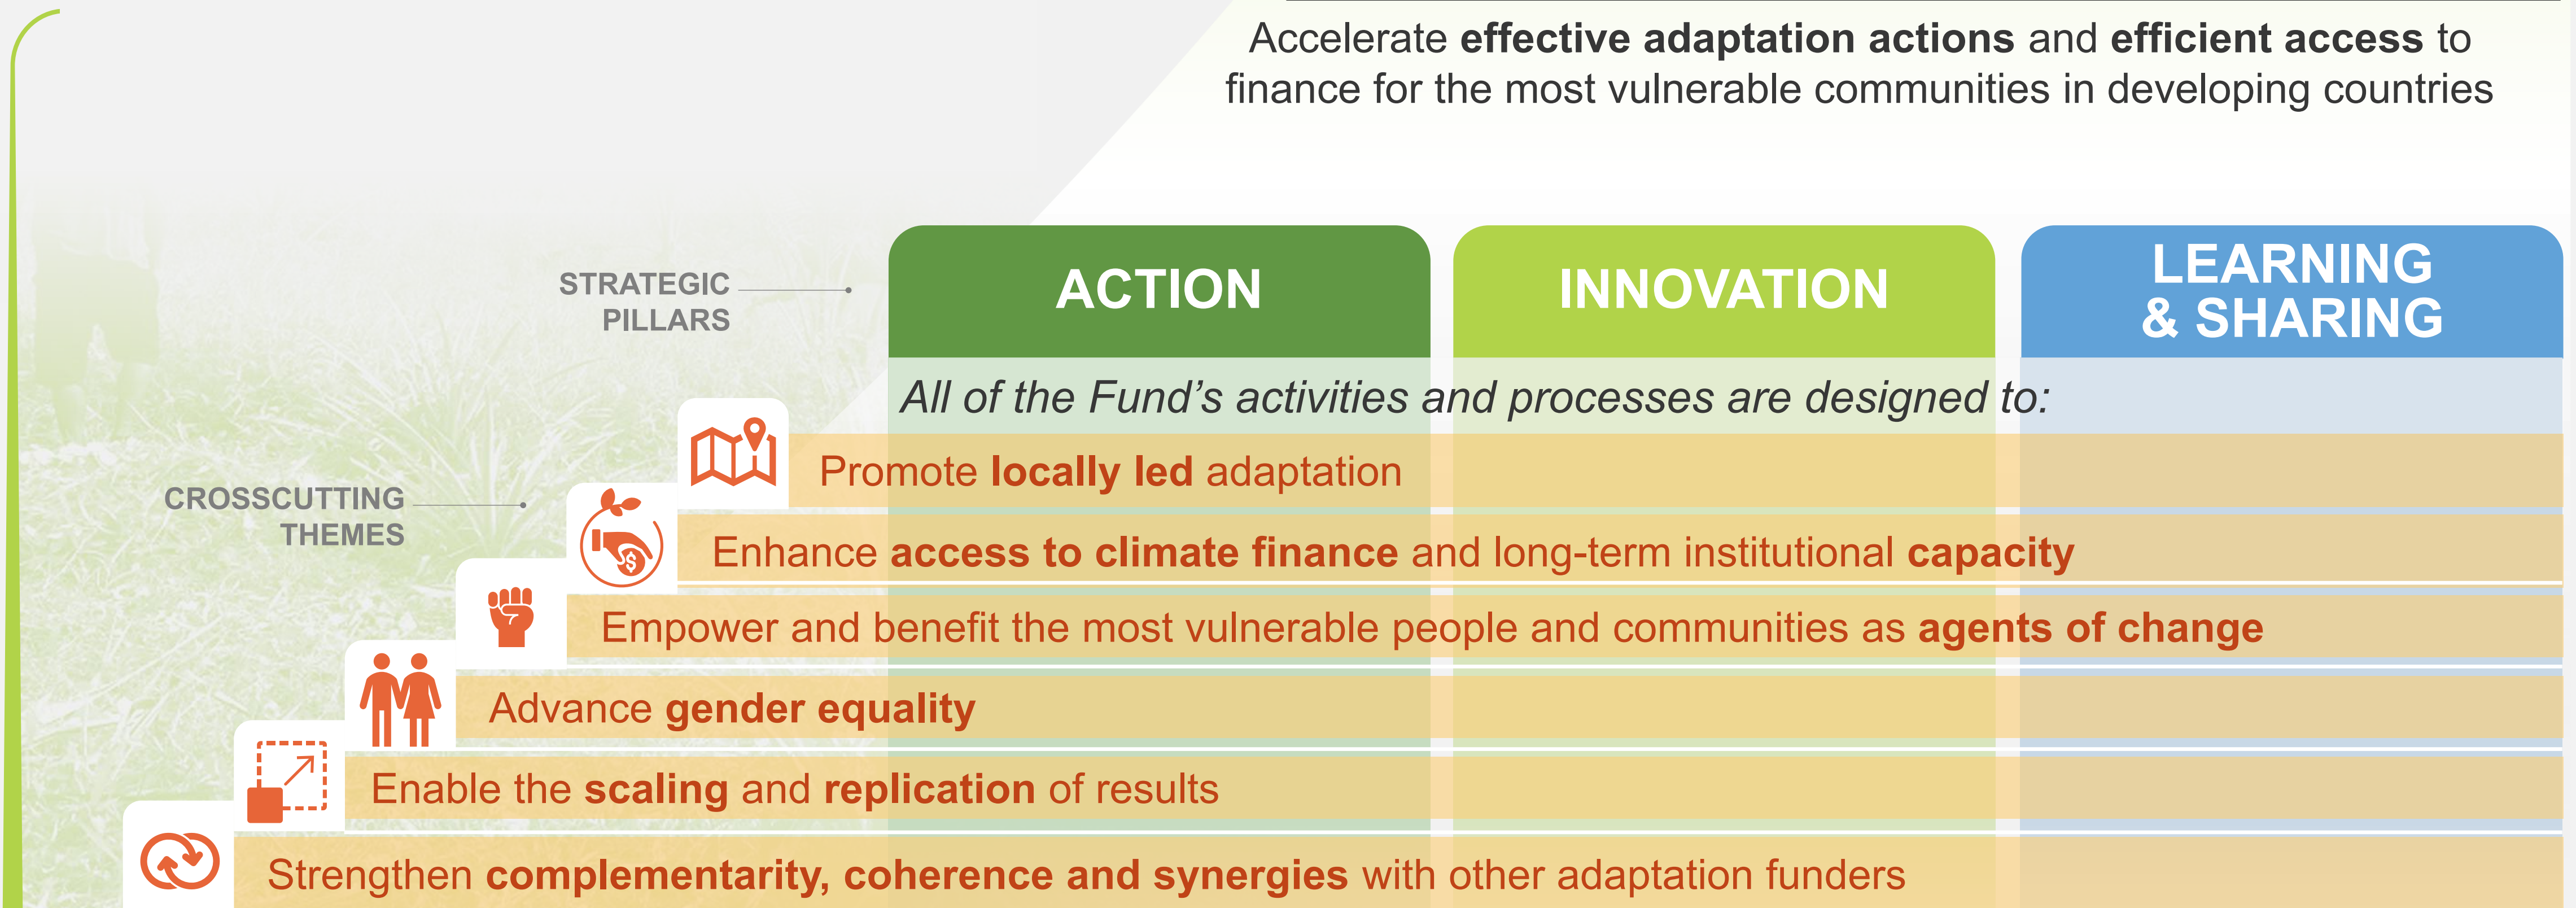 Accelerate effective adaptation actions and efficient access to
finance for the most vulnerable communities in developing countries
STRATEGIC
PILLARS
ACTION
INNOVATION
LEARNING
& SHARING
All of the Fund’s activities and processes are designed to:
CROSSCUTTING
THEMES
Promote locally led adaptation
Enhance access to climate finance and long-term institutional capacity
Empower and benefit the most vulnerable people and communities as agents of change
Advance gender equality
Enable the scaling and replication of results
Strengthen complementarity, coherence and synergies with other adaptation funders